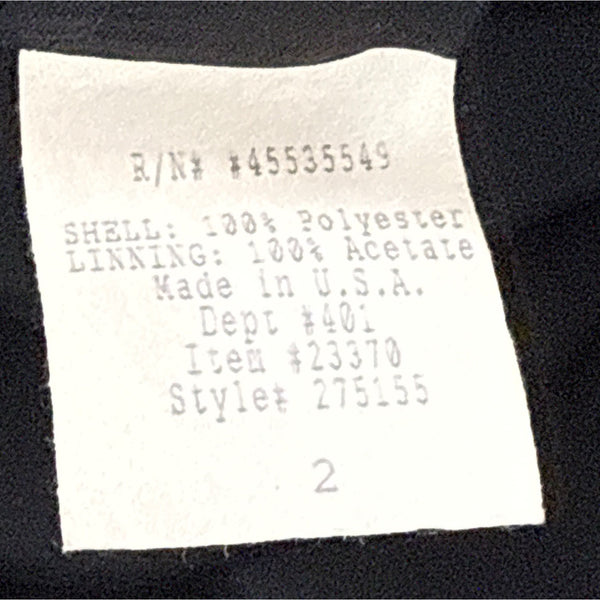 R/N# #45535549
SHELL: 100% Polyester
LINNING: 100% Acetate
Made in U.S.A.
Dept #401
Item #23370
Style# 275155
2